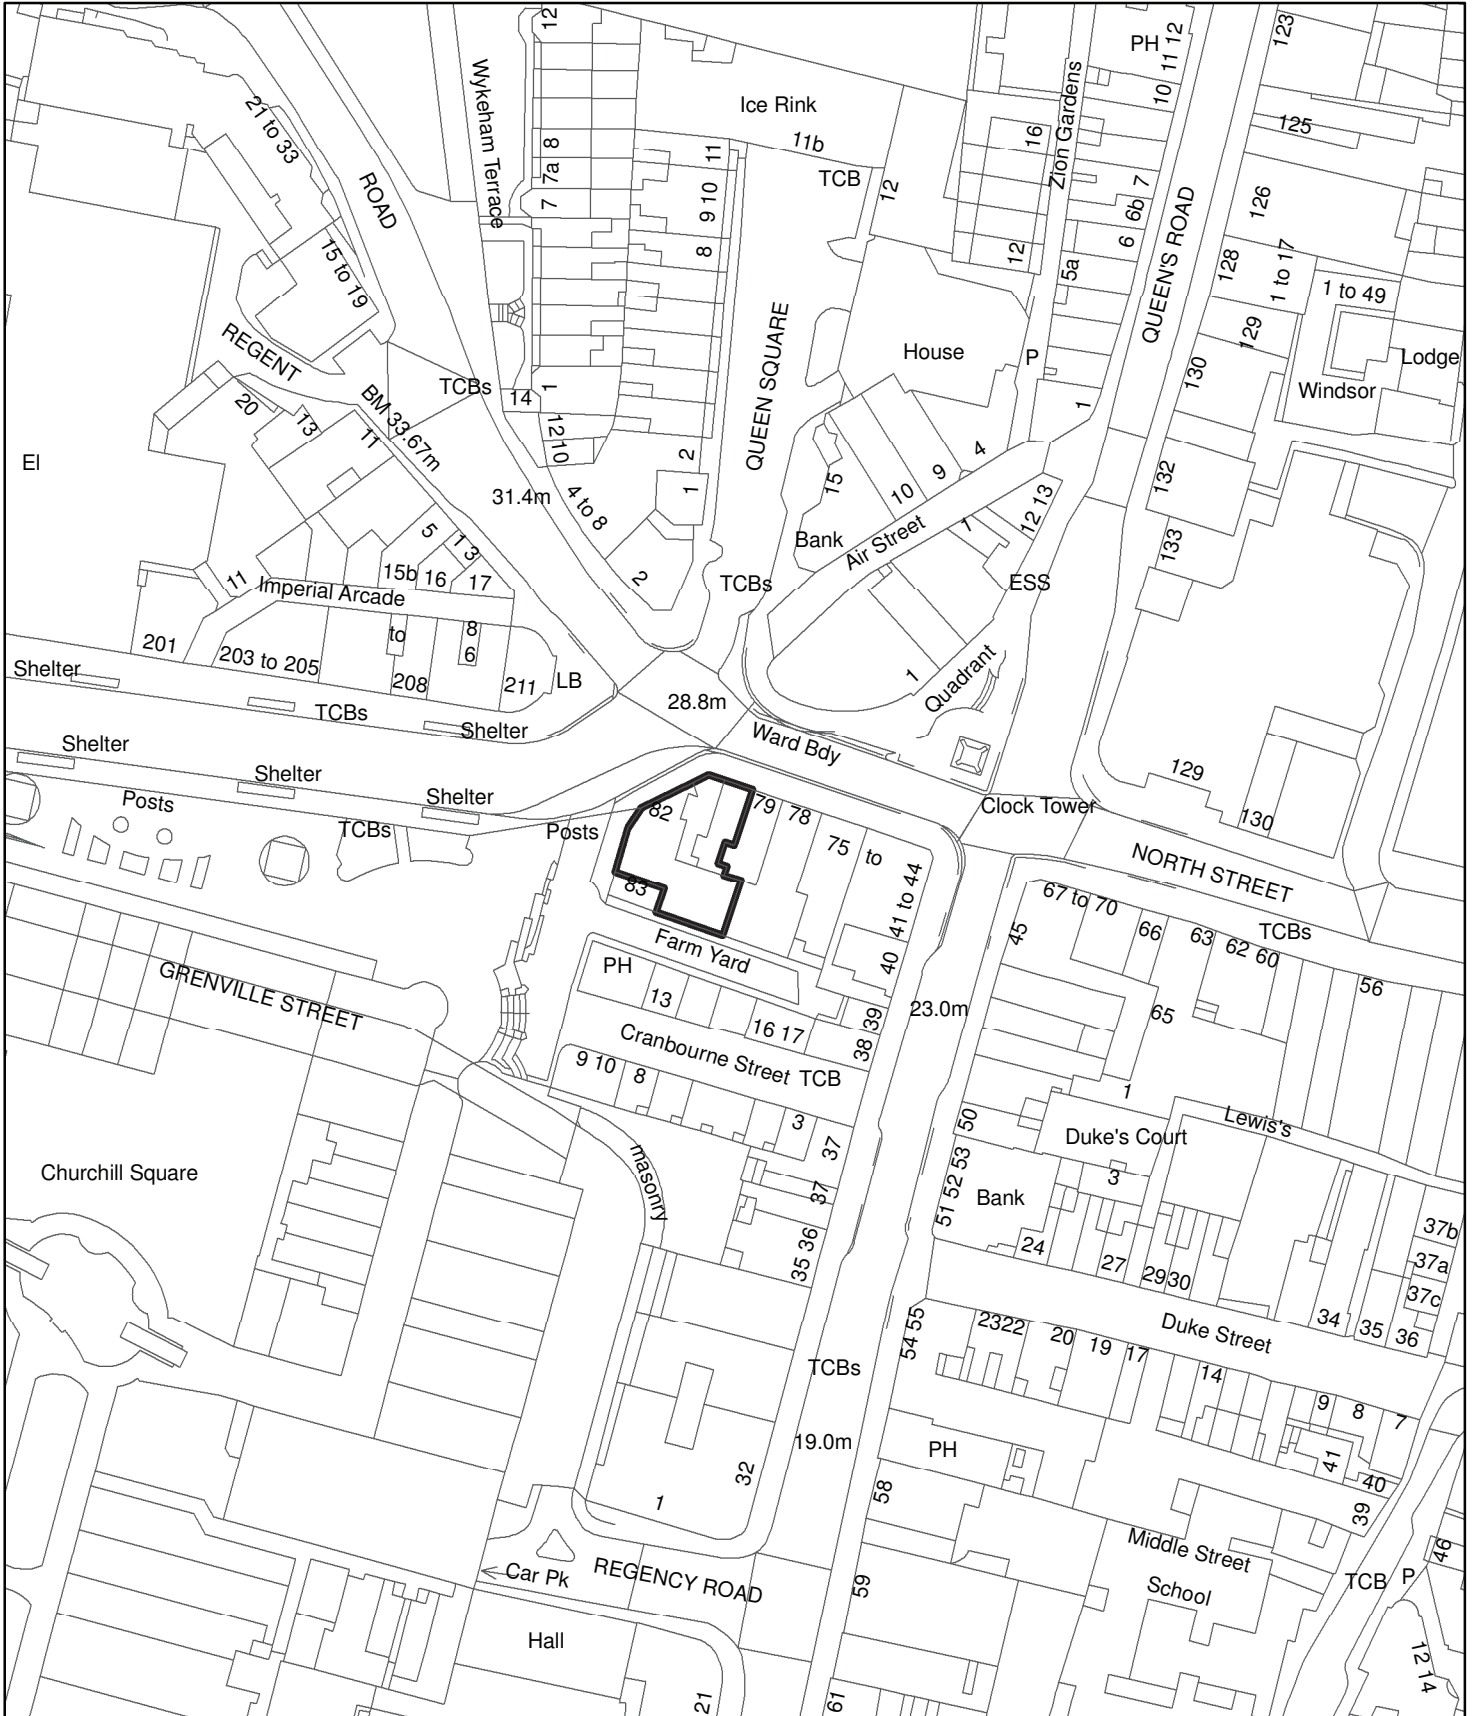 12
PH
11 12
10
123
21 to 33
Wykeham Terrace
Ice Rink
11b
Zion Gardens
16
125
ROAD
8
7a
7
11
9 10
8
TCB
12
12
7
6b
6
5a
QUEEN'S ROAD
126
128
1 to 17
1 to 49
15 to 19
REGENT
TCBs
14
1
12
10
QUEEN SQUARE
House
P
1
129
130
Lodge
Windsor
20
13
11
BM 33.67m
El
31.4m
4 to 8
2
1
2
15
Bank
10
9
4
Air Street
1
12 13
132
133
5
1 3
15b
16
17
11
Imperial Arcade
TCBs
ESS
201
203 to 205
to
208
8
6
211
LB
28.8m
1
Quadrant
Shelter
TCBs
Shelter
Ward Bdy
Shelter
Shelter
Shelter
Posts
TCBs
Posts
82
83
79
78
75 to
Clock Tower
129
130
NORTH STREET
41 to 44
40
39
38
Farm Yard
PH
13
16 17
Cranbourne Street
TCB
9 10
8
3
GRENVILLE STREET
23.0m
45
67 to 70
66
63
62
60
TCBs
56
65
1
Lewis's
50
Duke's Court
3
51 52 53
Bank
24
27
29
30
37b
37a
37c
34
35
36
Churchill Square
masonry
37
37
35 36
Duke Street
54 55
23
22
20
19
17
14
9
8
7
41
40
39
TCBs
19.0m
32
1
PH
58
Middle Street
School
46
TCB
P
Car Pk
REGENCY ROAD
59
Hall
21
61
12 14